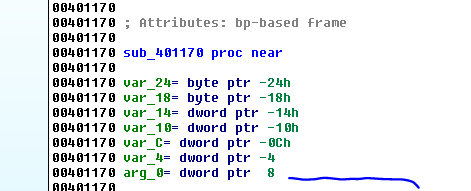 00401170
00401170 ; Attributes: bp-based frame
00401170
00401170 sub_401170 proc near
00401170
00401170 var_24= byte ptr -24h
00401170 var_18= byte ptr -18h
00401170 var_14= dword ptr -14h
00401170 var_10= dword ptr -10h
00401170 var_C= dword ptr -0Ch
00401170 var_4= dword ptr -4
00401170 arg_0= dword ptr  8
00401170